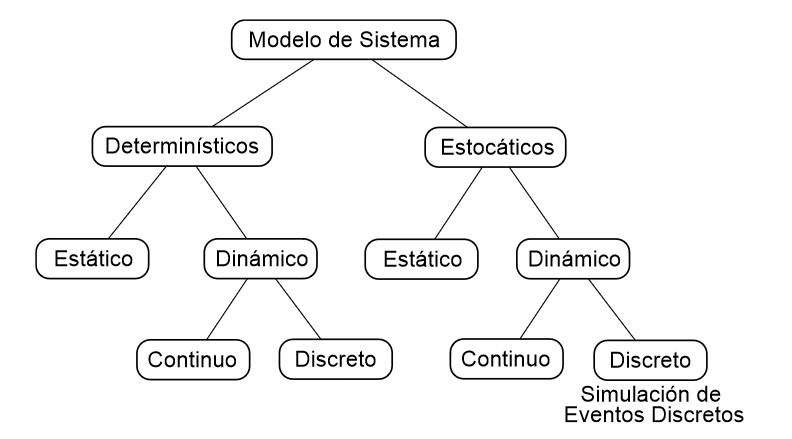 Modelo de Sistema
Determinísticos
Estocáticos
Estático
Dinámico
Estático
Dinámico
Continuo
Discreto
Continuo
Discreto
Simulación de
Eventos Discretos